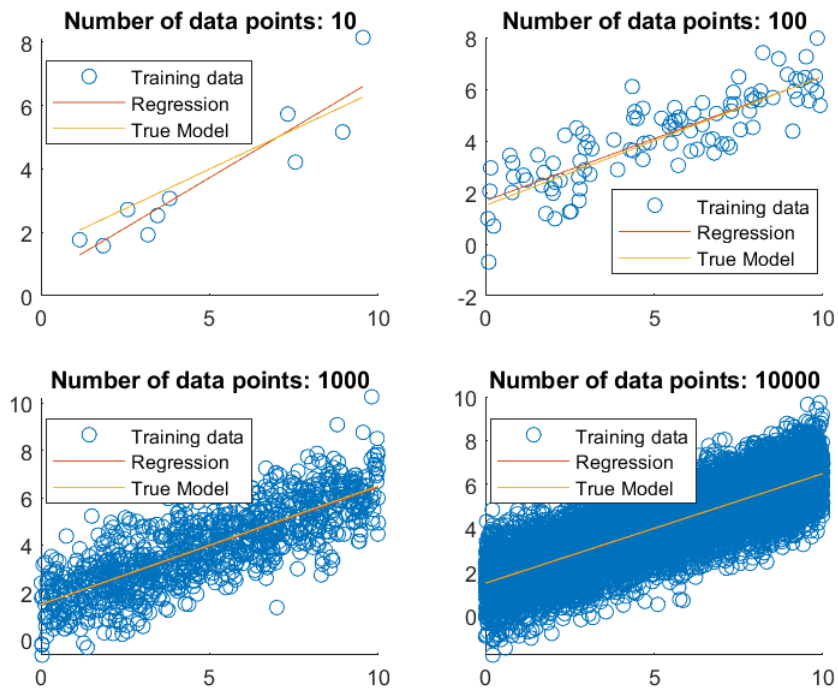 Number of data points: 10
8
6
4
2
0
0
5
10
Training data
Regression
True Model
Number of data points: 100
8
6
4
2
0
-2
0
5
10
Training data
Regression
True Model
Number of data points: 1000
10
8
6
4
2
0
0
5
10
Training data
Regression
True Model
Number of data points: 10000
10
8
6
4
2
0
0
5
10
Training data
Regression
True Model